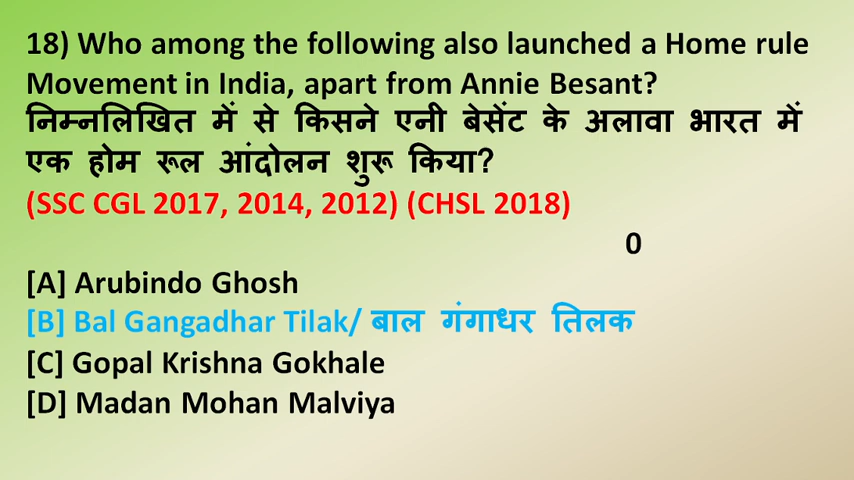 18) Who among the following also launched a Home rule
Movement in India, apart from Annie Besant?
निम्नलिखित में से किसने एनी बेसेंट के अलावा भारत में
एक होम रूल आंदोलन शुरू किया?
(SSC CGL 2017, 2014, 2012) (CHSL 2018)
0
[A] Arubindo Ghosh
[B] Bal Gangadhar Tilak/ बाल गंगाधर तिलक
[C] Gopal Krishna Gokhale
[D] Madan Mohan Malviya